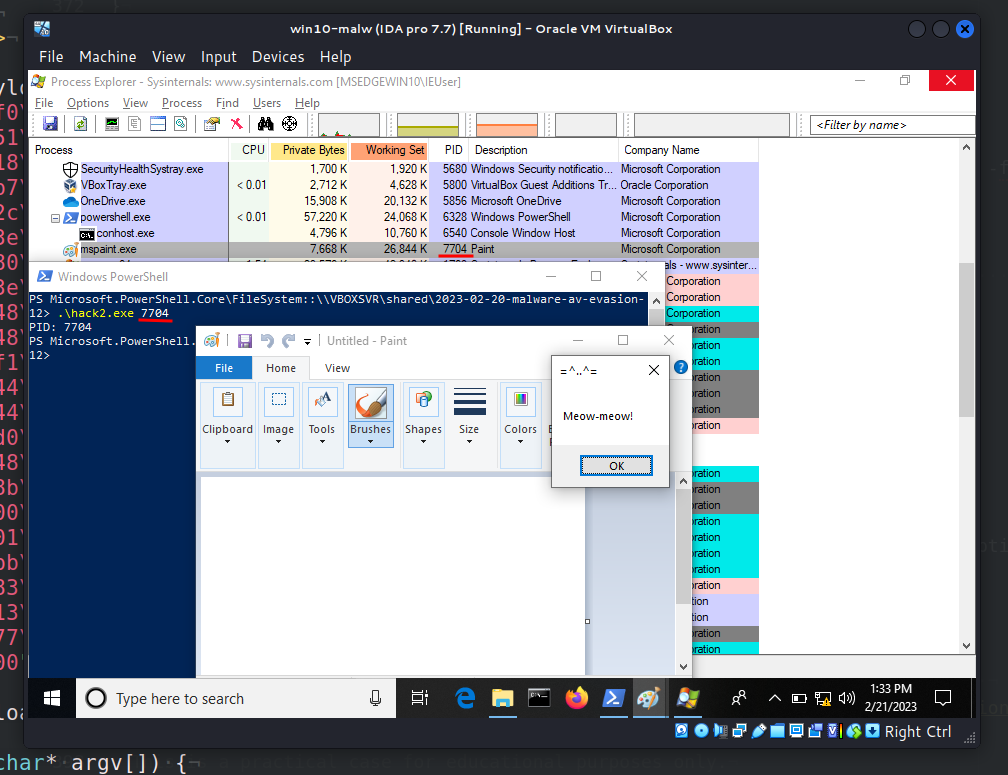 win10-malw (IDA pro 7.7) [Running] - Oracle VM VirtualBox
File Machine View Input Devices Help
Process Explorer - Sysinternals: www.sysinternals.com [MSEDGEWIN10\IEUser]
File Options View Process Find Users Help
<Filter by name>
Process CPU Private Bytes Working Set PID Description Company Name
SecurityHealthSystray.exe 1,700 K 1,920 K 5680 Windows Security notificatio... Microsoft Corporation
VBoxTray.exe < 0.01 2,712 K 4,628 K 5800 VirtualBox Guest Additions Tr... Oracle Corporation
OneDrive.exe 15,908 K 20,132 K 5856 Microsoft OneDrive Microsoft Corporation
powershell.exe < 0.01 57,220 K 24,068 K 6328 Windows PowerShell Microsoft Corporation
conhost.exe 4,796 K 10,760 K 6540 Console Window Host Microsoft Corporation
mspaint.exe 7,668 K 26,844 K 7704 Paint Microsoft Corporation
Windows PowerShell
PS Microsoft.PowerShell.Core\FileSystem::\\VBOXSVR\shared\2023-02-20-malware-av-evasion-
12> .\hack2.exe 7704
PID: 7704
PS Microsoft.PowerShell.
12>
Untitled - Paint
File Home View
Clipboard Image Tools Brushes Shapes Size Colors
=^..^=
Meow-meow!
OK
Type here to search
1:33 PM
2/21/2023
Right Ctrl
char* argv[]) {
a practical case for educational purposes only.